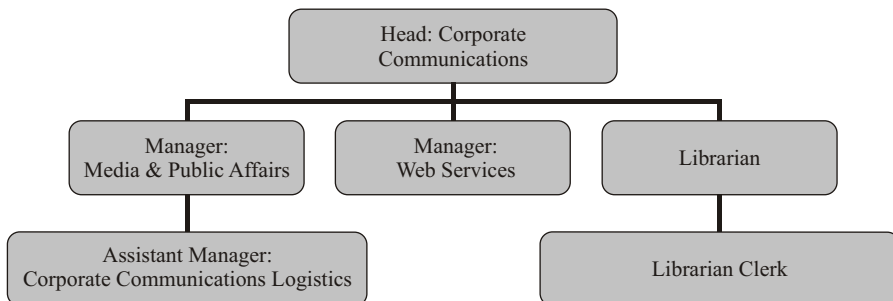 Head: Corporate
Communications
Manager:
Media & Public Affairs
Manager:
Web Services
Librarian
Assistant Manager:
Corporate Communications Logistics
Librarian Clerk